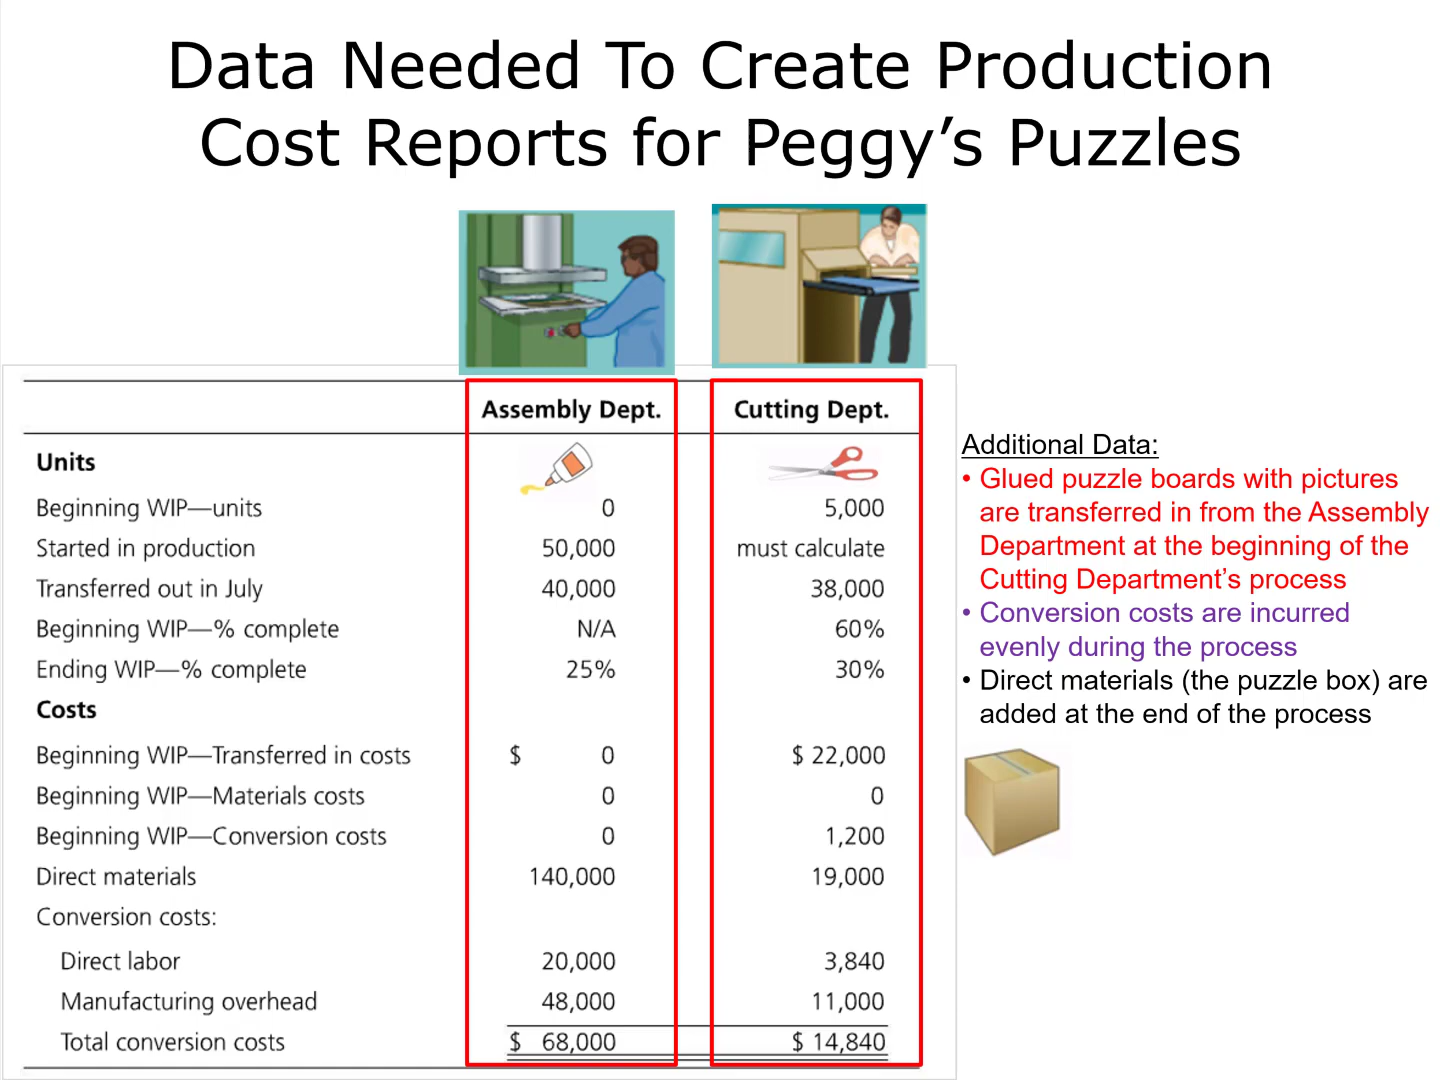 Data Needed To Create Production
Cost Reports for Peggy’s Puzzles
Assembly Dept. Cutting Dept.
Units
Beginning WIP—units 0 5,000
Started in production 50,000 must calculate
Transferred out in July 40,000 38,000
Beginning WIP—% complete N/A 60%
Ending WIP—% complete 25% 30%
Costs
Beginning WIP—Transferred in costs $ 0 $ 22,000
Beginning WIP—Materials costs 0 0
Beginning WIP—Conversion costs 0 1,200
Direct materials 140,000 19,000
Conversion costs:
Direct labor 20,000 3,840
Manufacturing overhead 48,000 11,000
Total conversion costs $ 68,000 $ 14,840
Additional Data:
• Glued puzzle boards with pictures
are transferred in from the Assembly
Department at the beginning of the
Cutting Department’s process
• Conversion costs are incurred
evenly during the process
• Direct materials (the puzzle box) are
added at the end of the process